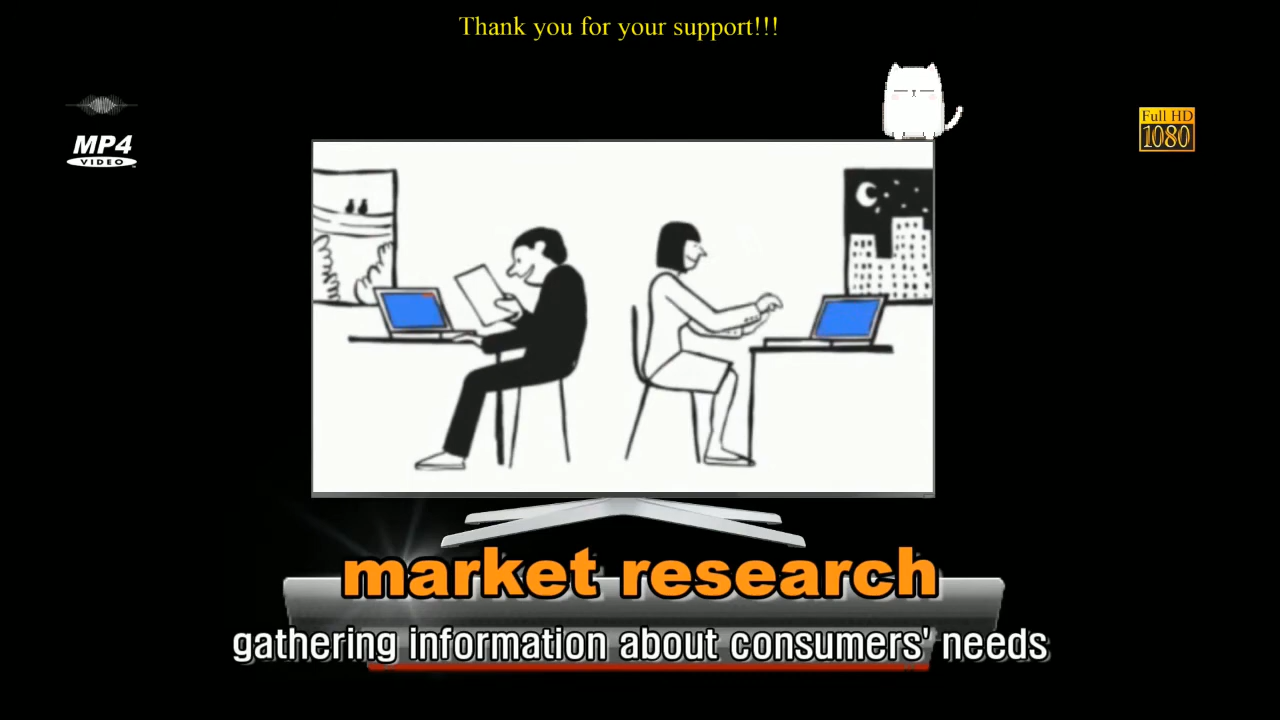 Thank you for your support!!!
MP4
VIDEO
Full HD
1080
market research
gathering information about consumers' needs